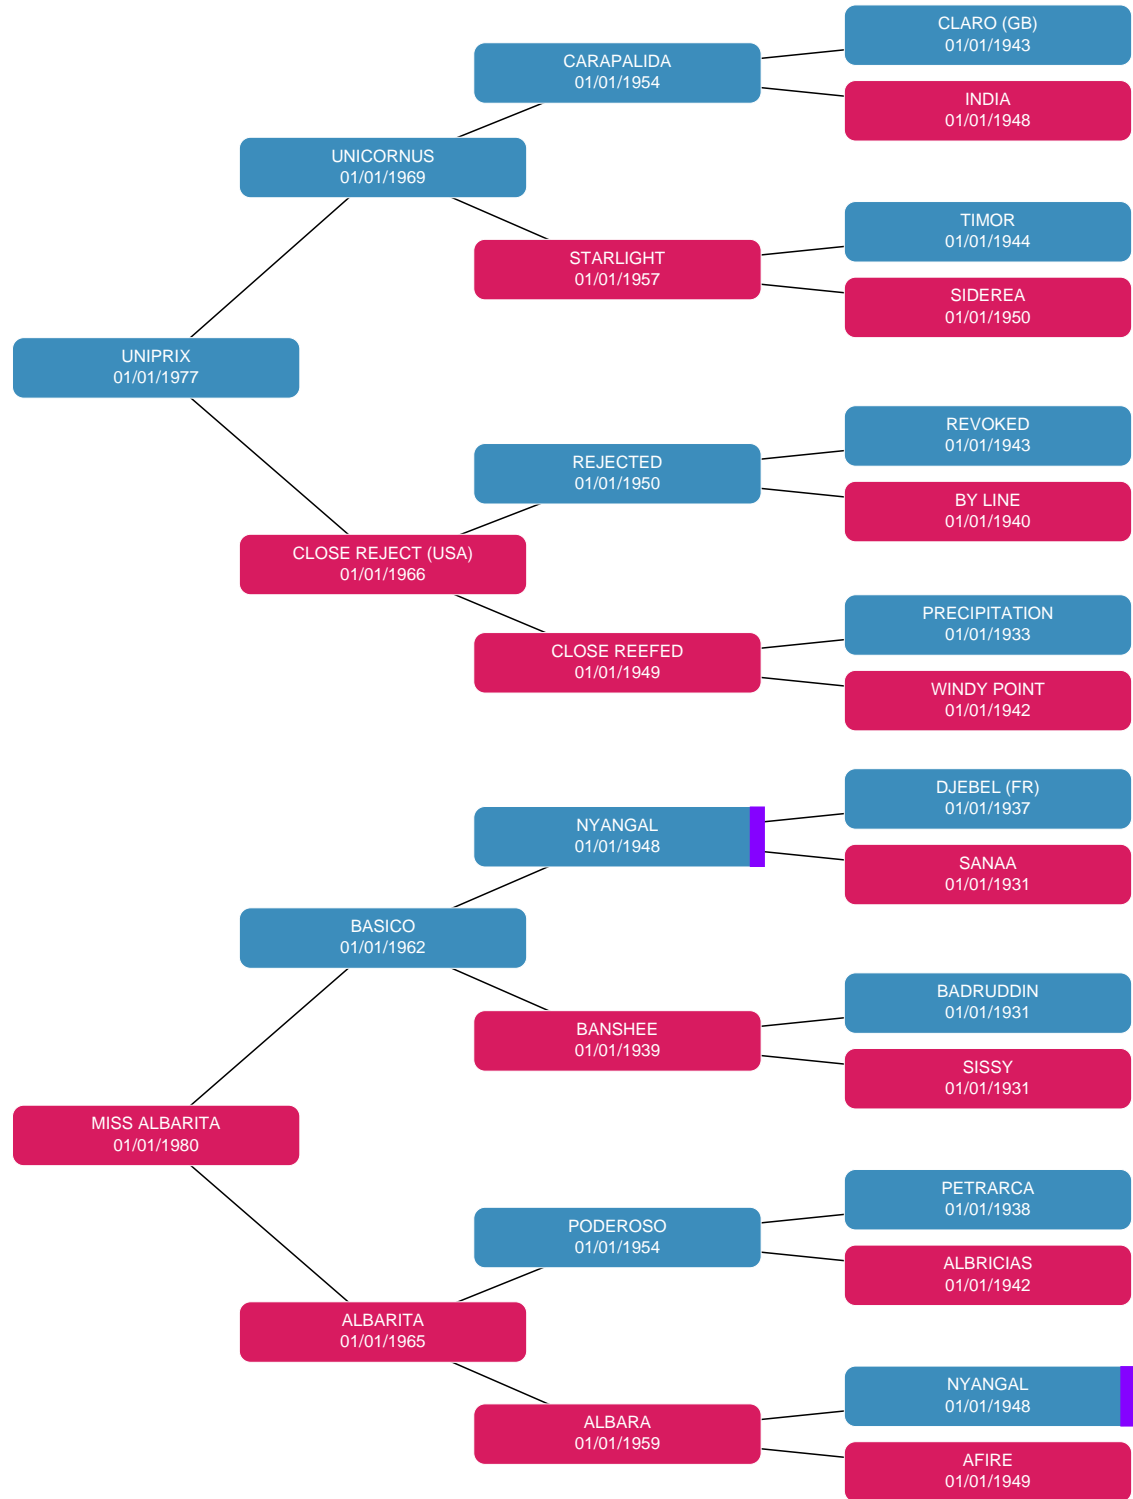 CLARO (GB)
01/01/1943
CARAPALIDA
01/01/1954
INDIA
01/01/1948
UNICORNUS
01/01/1969
TIMOR
01/01/1944
STARLIGHT
01/01/1957
SIDEREA
01/01/1950
UNIPRIX
01/01/1977
REVOKED
01/01/1943
REJECTED
01/01/1950
BY LINE
01/01/1940
CLOSE REJECT (USA)
01/01/1966
PRECIPITATION
01/01/1933
CLOSE REEFED
01/01/1949
WINDY POINT
01/01/1942
DJEBEL (FR)
01/01/1937
NYANGAL
01/01/1948
SANAA
01/01/1931
BASICO
01/01/1962
BADRUDDIN
01/01/1931
BANSHEE
01/01/1939
SISSY
01/01/1931
MISS ALBARITA
01/01/1980
PETRARCA
01/01/1938
PODEROSO
01/01/1954
ALBRICIAS
01/01/1942
ALBARITA
01/01/1965
NYANGAL
01/01/1948
ALBARA
01/01/1959
AFIRE
01/01/1949